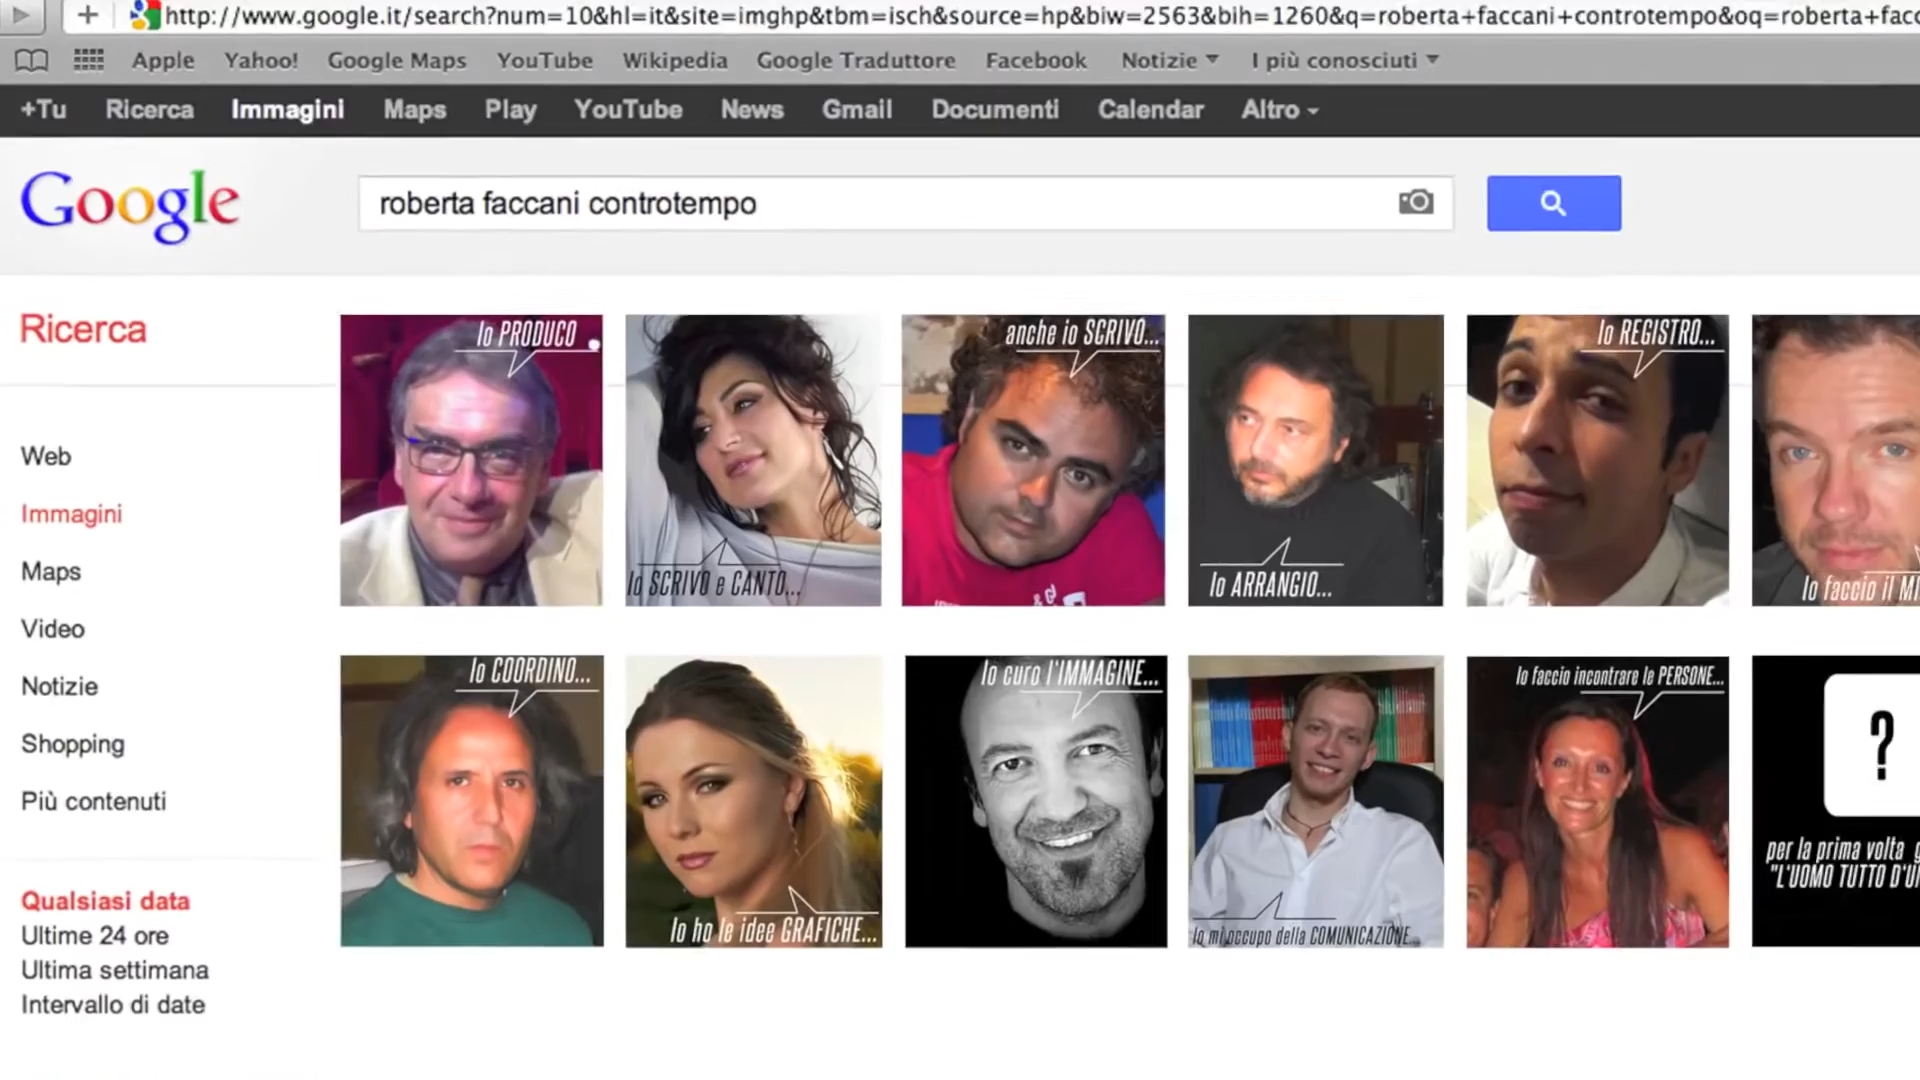 http://www.google.it/search?num=10&hl=it&site=imghp&tbm=isch&source=hp&biw=2563&bih=1260&q=roberta+faccani+controtempo&oq=roberta+facc
Apple Yahoo! Google Maps YouTube Wikipedia Google Traduttore Facebook Notizie I più conosciuti
+Tu Ricerca Immagini Maps Play YouTube News Gmail Documenti Calendar Altro
Google
roberta faccani controtempo
Ricerca
Io PRODUCO
Io SCRIVO e CANTO...
anche io SCRIVO...
Io ARRANGIO...
Io REGISTRO...
Io faccio il MI
Web
Immagini
Maps
Video
Notizie
Shopping
Più contenuti
Io COORDINO...
Io ho le idee GRAFICHE...
Io curo l'IMMAGINE...
Io mi occupo della COMUNICAZIONE...
Io faccio incontrare le PERSONE...
?
per la prima volta g
"L'UOMO TUTTO D'U
Qualsiasi data
Ultime 24 ore
Ultima settimana
Intervallo di date